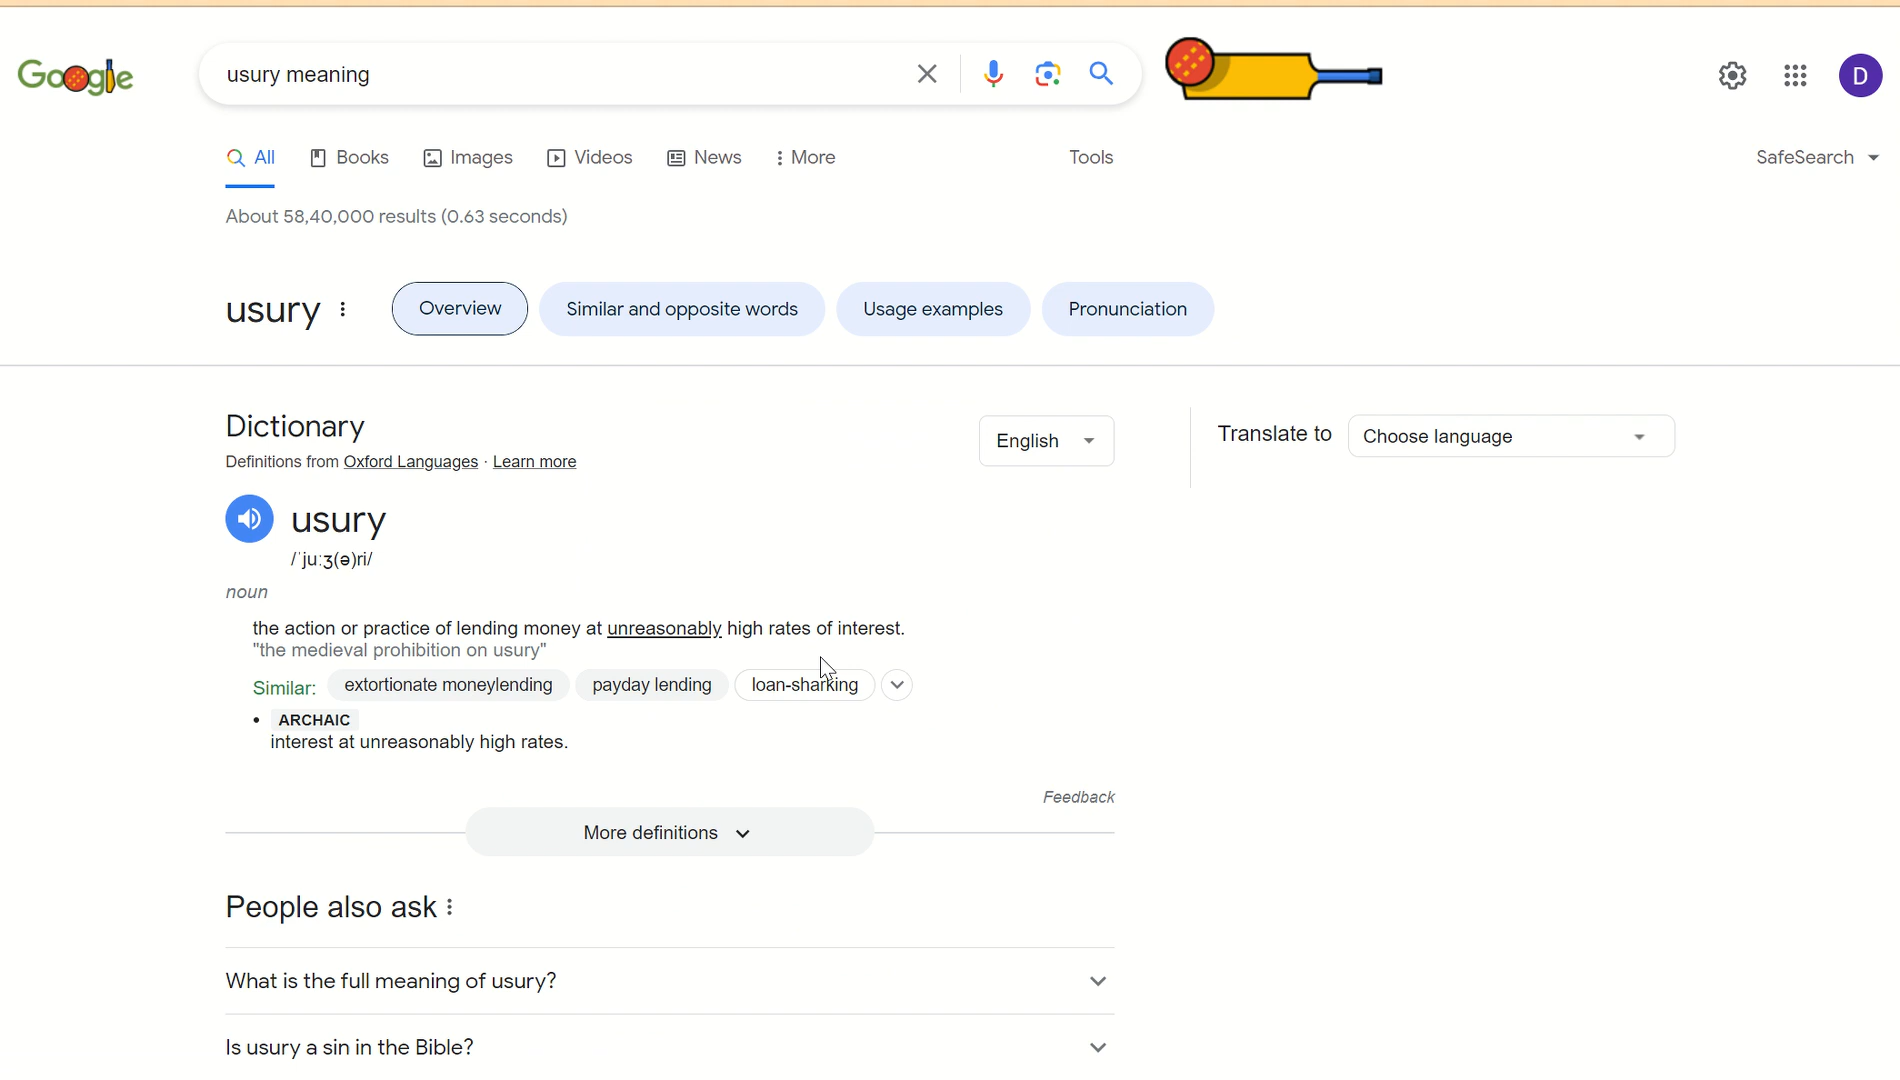 Google
usury meaning
D
All Books Images Videos News More Tools SafeSearch
About 58,40,000 results (0.63 seconds)
usury Overview Similar and opposite words Usage examples Pronunciation
Dictionary
Definitions from Oxford Languages · Learn more
English
Translate to Choose language
usury
/ˈjuːʒ(ə)ri/
noun
the action or practice of lending money at unreasonably high rates of interest.
"the medieval prohibition on usury"
Similar: extortionate moneylending payday lending loan-sharking
• ARCHAIC
interest at unreasonably high rates.
Feedback
More definitions
People also ask
What is the full meaning of usury?
Is usury a sin in the Bible?